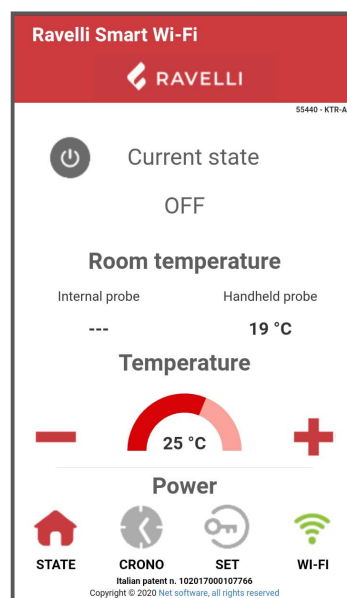 Ravelli Smart Wi-Fi
RAVELLI
55440 - KTR-A
Current state
OFF
Room temperature
Internal probe Handheld probe
--- 19 °C
Temperature
25 °C
Power
STATE CRONO SET WI-FI
Italian patent n. 102017000107766
Copyright © 2020 Net software, all rights reserved